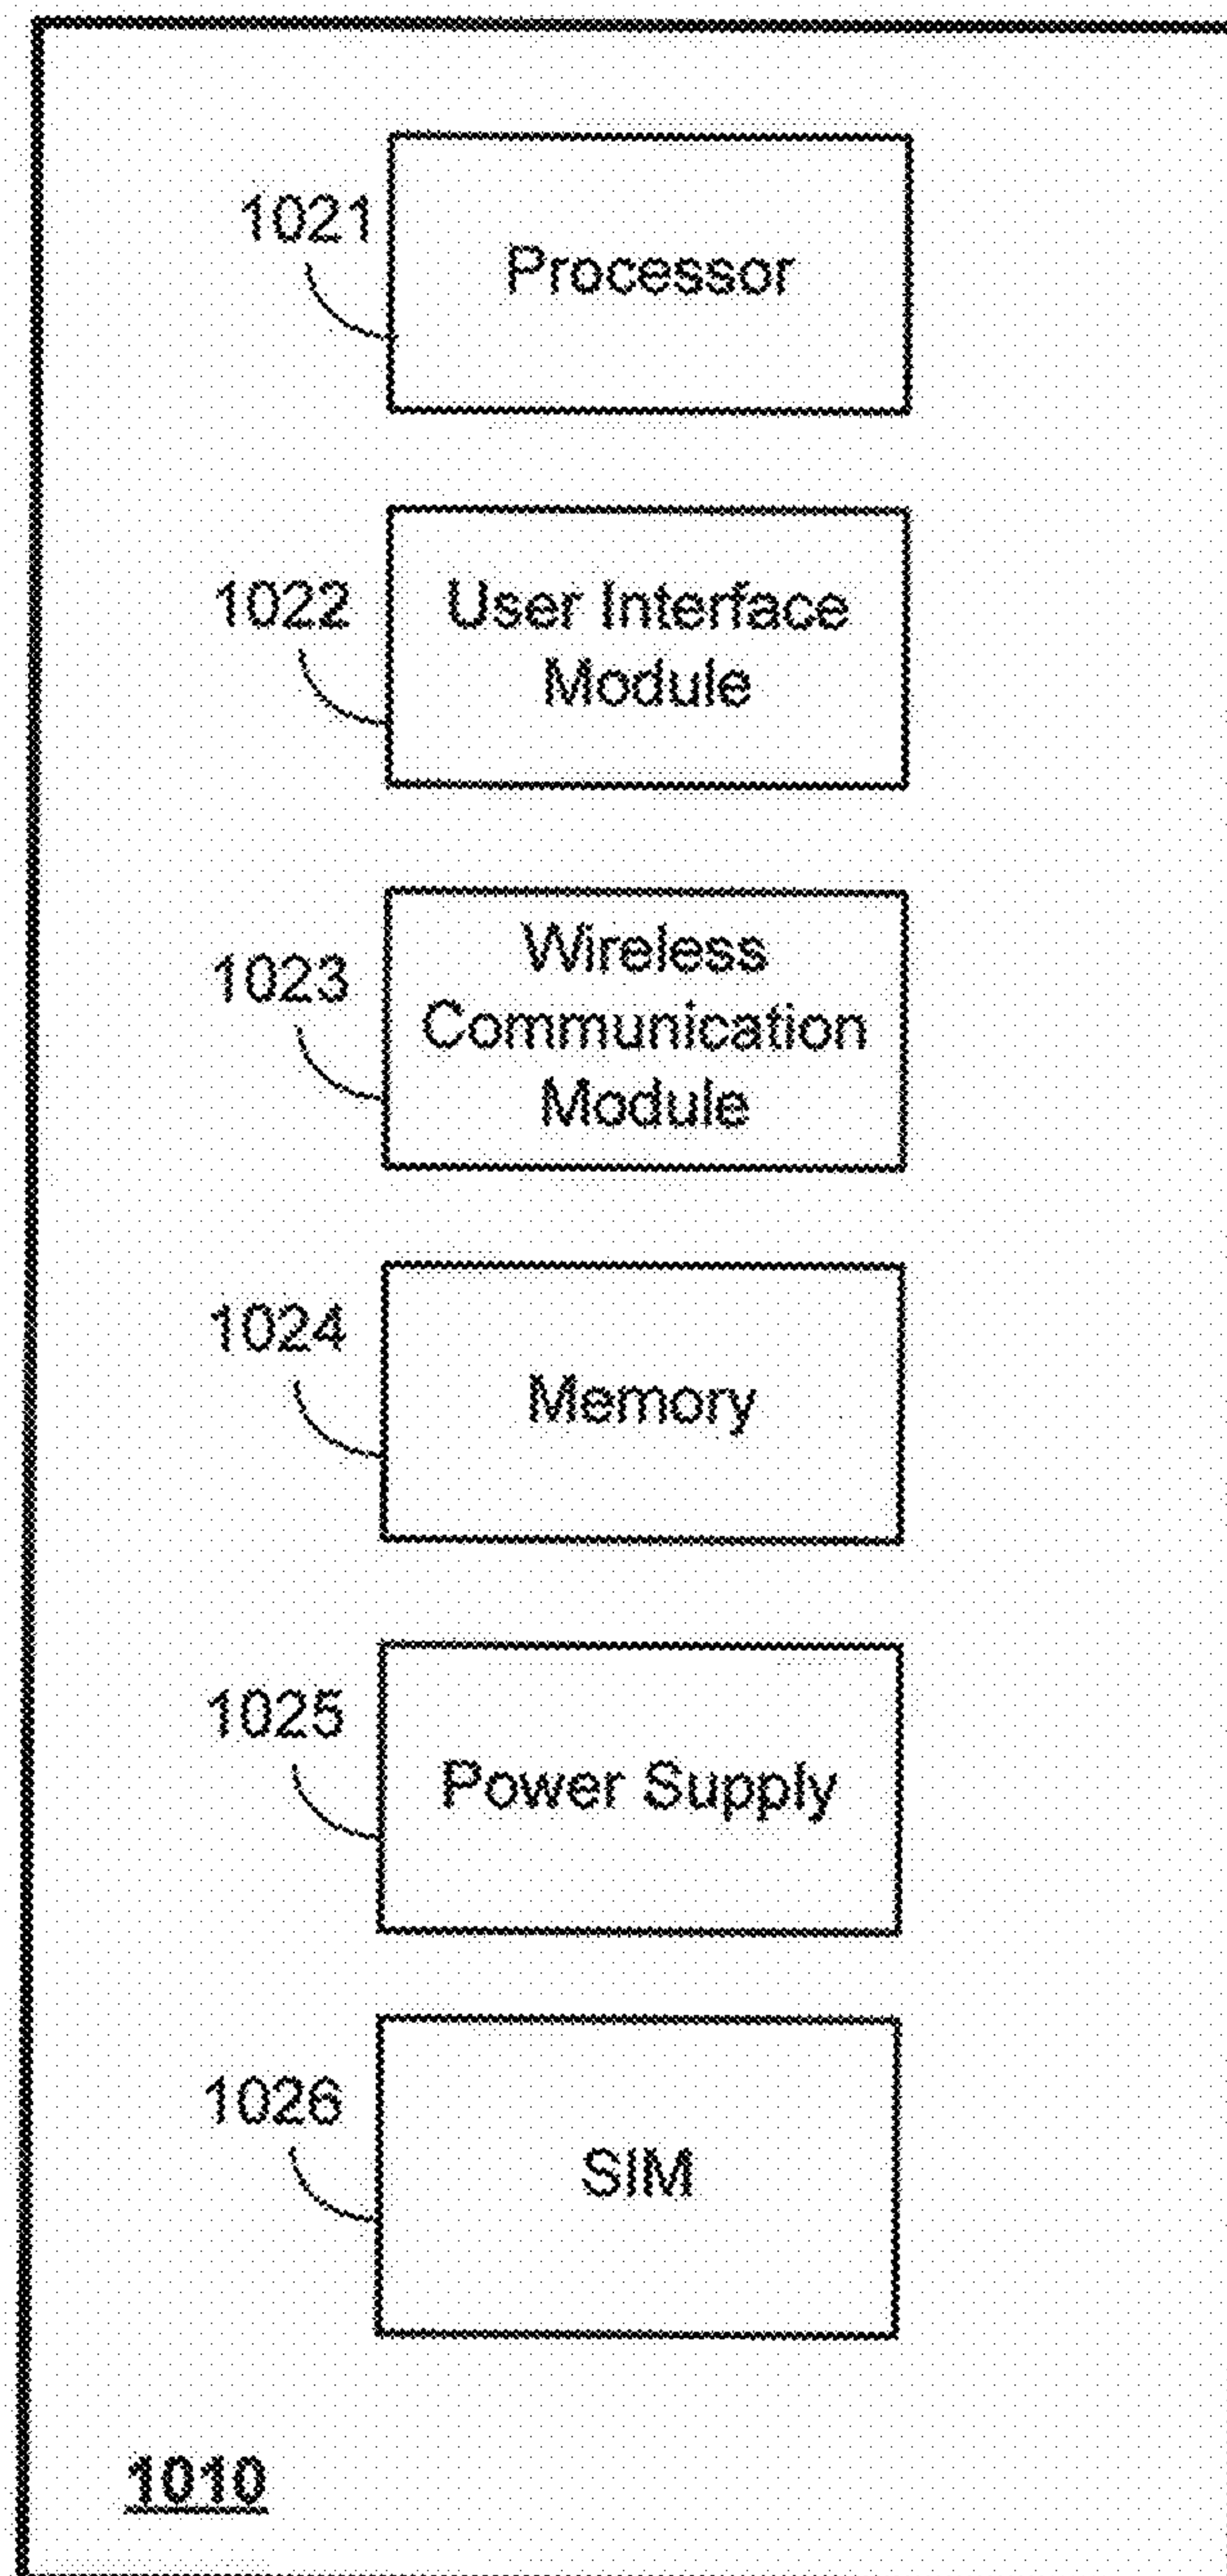 1021
Processor
1022
User Interface
Module
1023
Wireless
Communication
Module
1024
Memory
1025
Power Supply
1026
SIM
1010